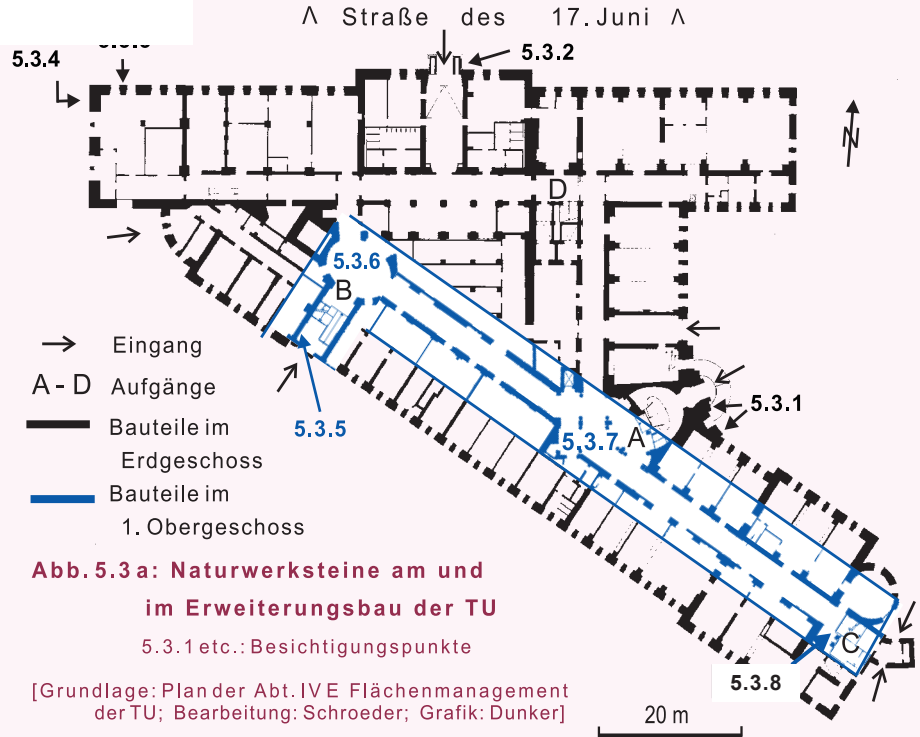 Λ Straße des 17. Juni Λ
5.3.4
5.3.2
N
D
5.3.6
B
→ Eingang
A - D Aufgänge
5.3.1
Bauteile im
Erdgeschoss
5.3.5
A
5.3.7
Bauteile im
1. Obergeschoss
Abb. 5.3 a: Naturwerksteine am und
im Erweiterungsbau der TU
5.3.1 etc.: Besichtigungspunkte
C
5.3.8
[Grundlage: Plan der Abt. IV E Flächenmanagement
der TU; Bearbeitung: Schroeder; Grafik: Dunker]
20 m